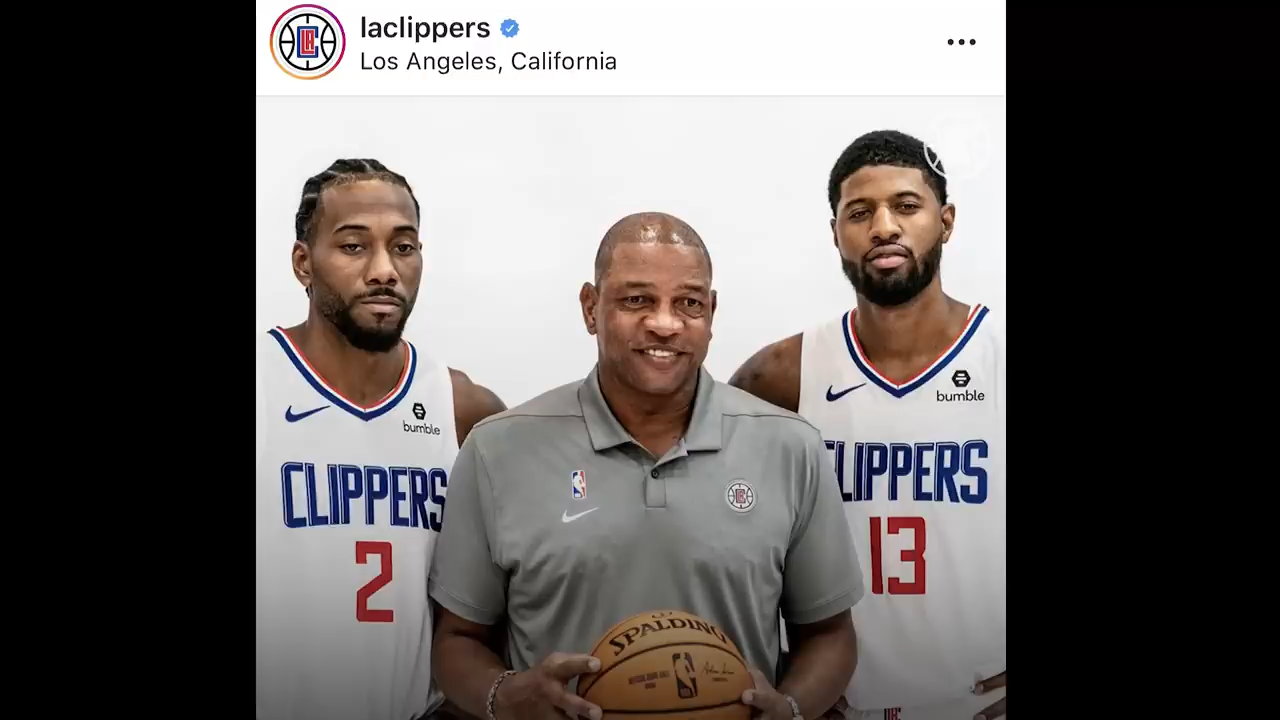 laclippers
Los Angeles, California
bumble
bumble
CLIPPERS
CLIPPERS
2
13
SPALDING